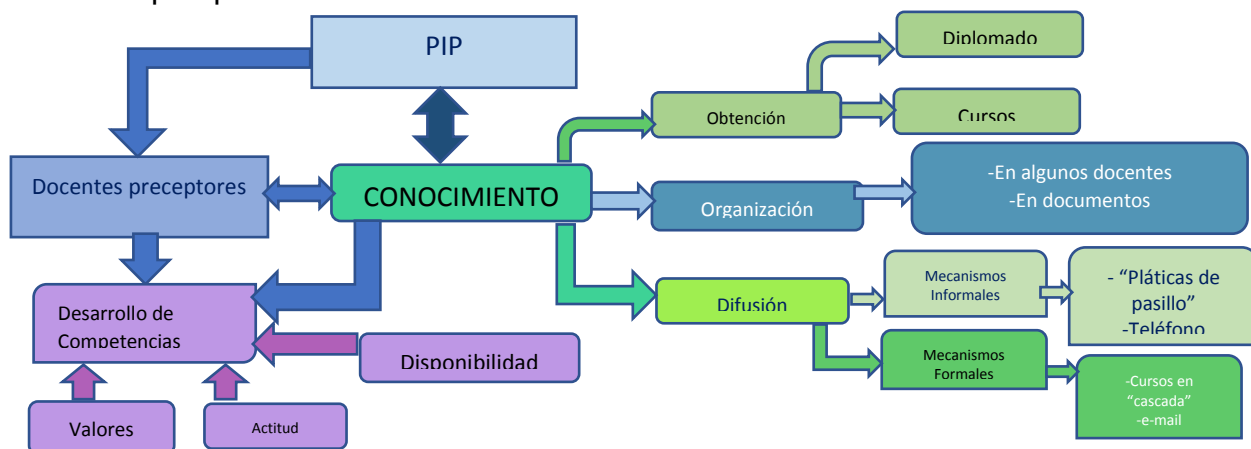 PIP
Diplomado
Obtención
Cursos
Docentes preceptores
CONOCIMIENTO
Organización
-En algunos docentes
-En documentos
Desarrollo de
Competencias
Disponibilidad
Valores
Actitud
Difusión
Mecanismos
Informales
- “Pláticas de
pasillo”
-Teléfono
Mecanismos
Formales
-Cursos en
“cascada”
-e-mail